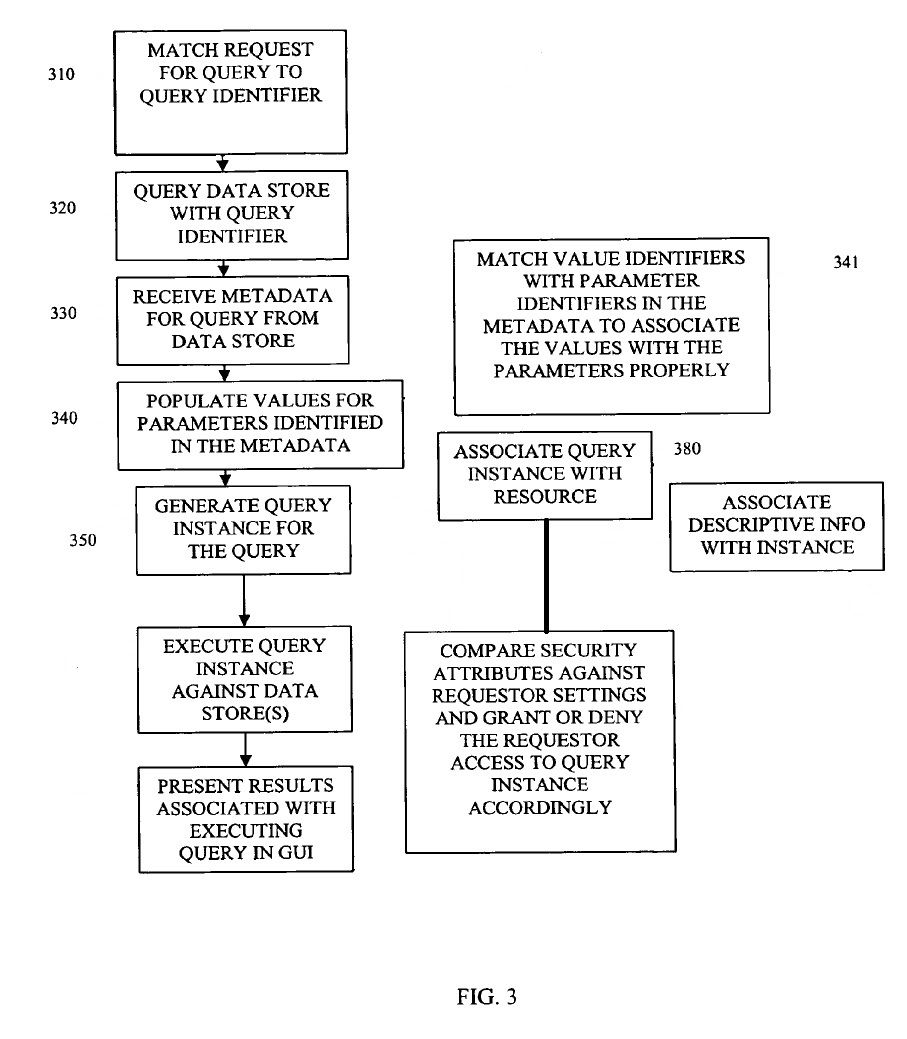 310
MATCH REQUEST
FOR QUERY TO
QUERY IDENTIFIER
320
QUERY DATA STORE
WITH QUERY
IDENTIFIER
330
RECEIVE METADATA
FOR QUERY FROM
DATA STORE
340
POPULATE VALUES FOR
PARAMETERS IDENTIFIED
IN THE METADATA
350
GENERATE QUERY
INSTANCE FOR
THE QUERY
EXECUTE QUERY
INSTANCE
AGAINST DATA
STORE(S)
PRESENT RESULTS
ASSOCIATED WITH
EXECUTING
QUERY IN GUI
MATCH VALUE IDENTIFIERS
WITH PARAMETER
IDENTIFIERS IN THE
METADATA TO ASSOCIATE
THE VALUES WITH THE
PARAMETERS PROPERLY
341
ASSOCIATE QUERY
INSTANCE WITH
RESOURCE
380
ASSOCIATE
DESCRIPTIVE INFO
WITH INSTANCE
COMPARE SECURITY
ATTRIBUTES AGAINST
REQUESTOR SETTINGS
AND GRANT OR DENY
THE REQUESTOR
ACCESS TO QUERY
INSTANCE
ACCORDINGLY
FIG. 3